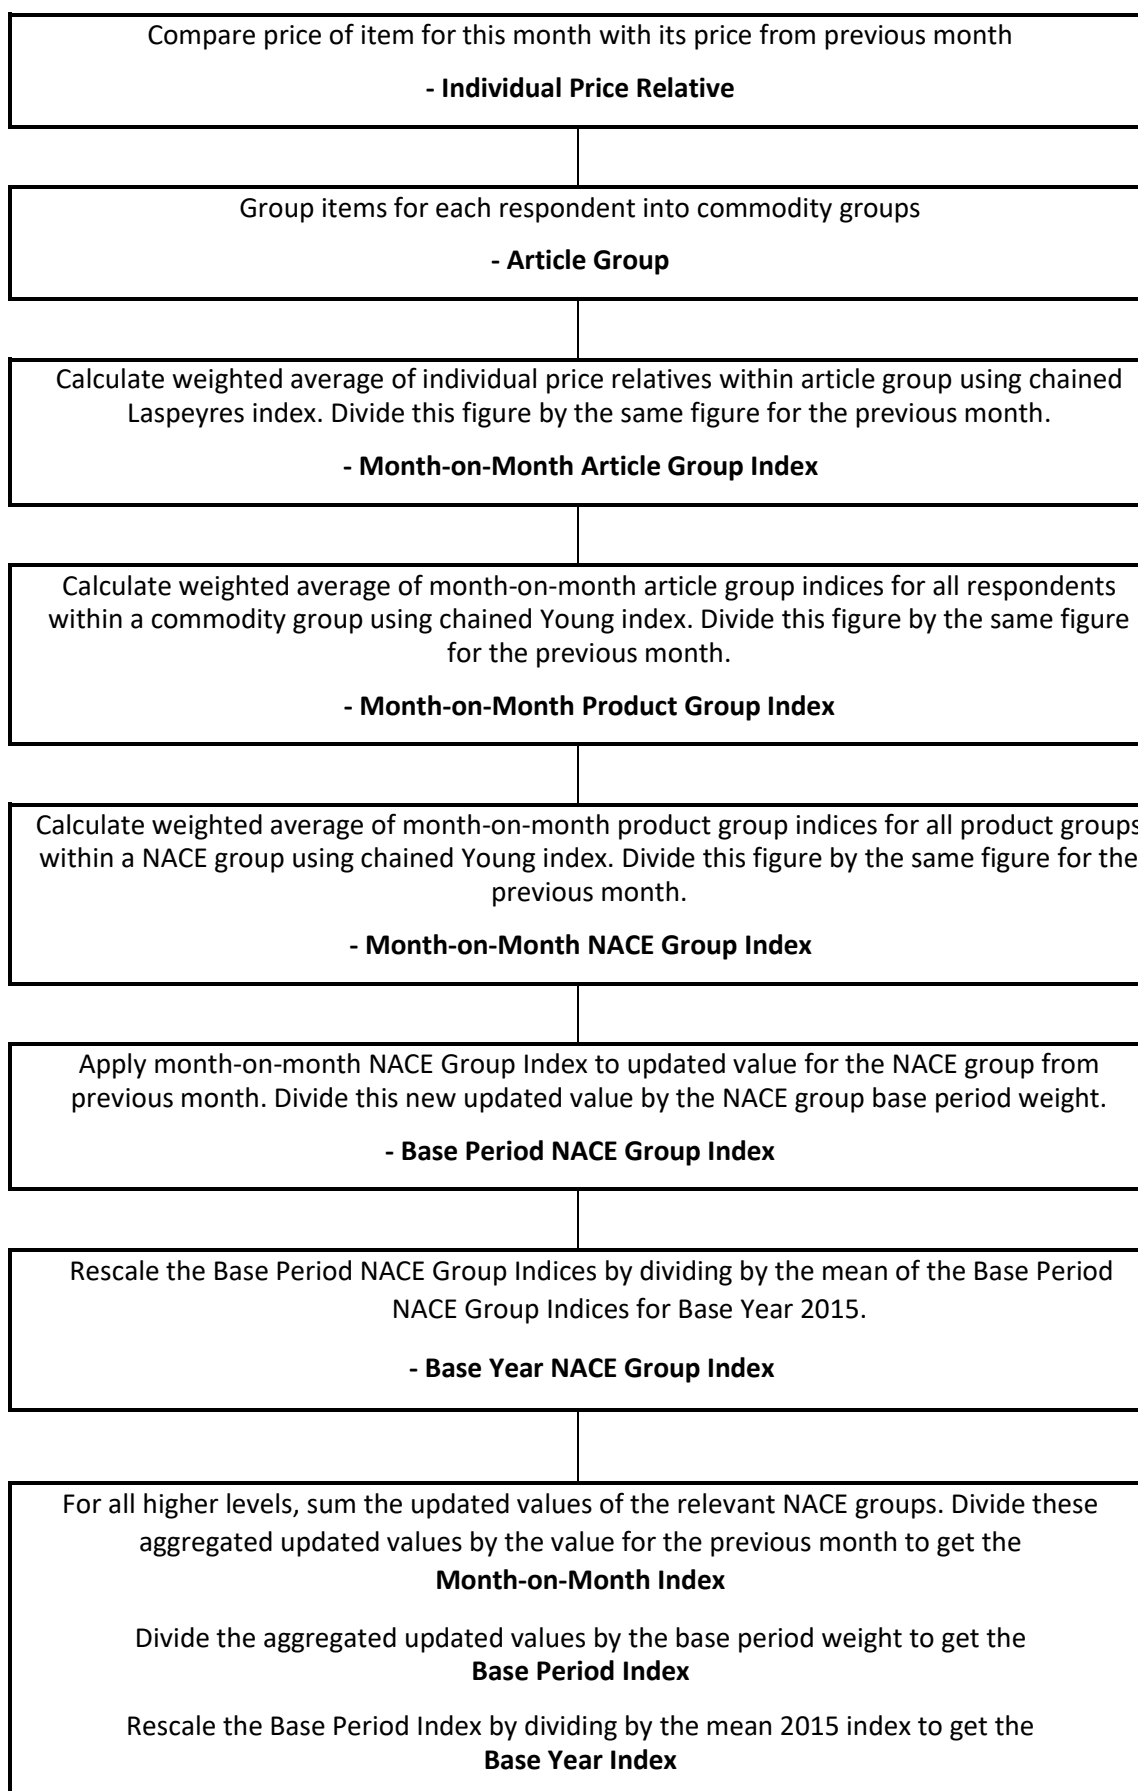 Compare price of item for this month with its price from previous month
- Individual Price Relative
Group items for each respondent into commodity groups
- Article Group
Calculate weighted average of individual price relatives within article group using chained
Laspeyres index. Divide this figure by the same figure for the previous month.
- Month-on-Month Article Group Index
Calculate weighted average of month-on-month article group indices for all respondents
within a commodity group using chained Young index. Divide this figure by the same figure
for the previous month.
- Month-on-Month Product Group Index
Calculate weighted average of month-on-month product group indices for all product groups
within a NACE group using chained Young index. Divide this figure by the same figure for the
previous month.
- Month-on-Month NACE Group Index
Apply month-on-month NACE Group Index to updated value for the NACE group from
previous month. Divide this new updated value by the NACE group base period weight.
- Base Period NACE Group Index
Rescale the Base Period NACE Group Indices by dividing by the mean of the Base Period
NACE Group Indices for Base Year 2015.
- Base Year NACE Group Index
For all higher levels, sum the updated values of the relevant NACE groups. Divide these
aggregated updated values by the value for the previous month to get the
Month-on-Month Index
Divide the aggregated updated values by the base period weight to get the
Base Period Index
Rescale the Base Period Index by dividing by the mean 2015 index to get the
Base Year Index